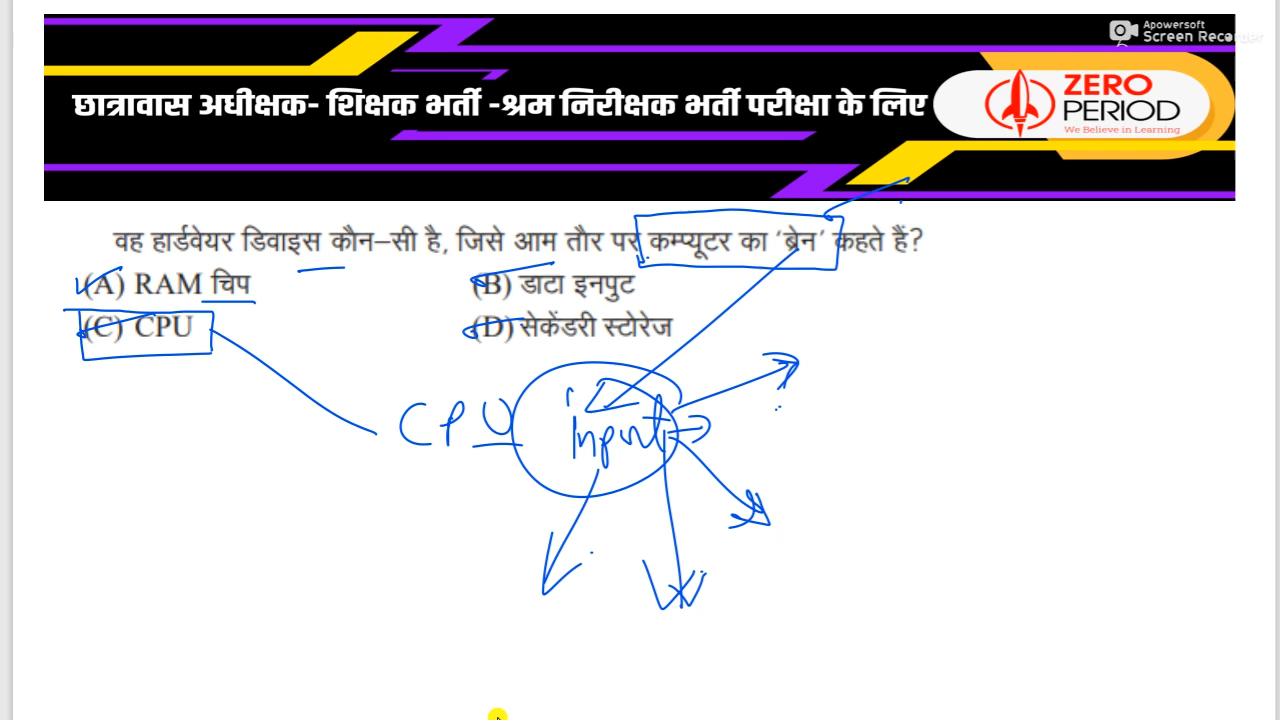 Apowersoft
Screen Recorder
छात्रावास अधीक्षक- शिक्षक भर्ती -श्रम निरीक्षक भर्ती परीक्षा के लिए
ZERO
PERIOD
We Believe in Learning
वह हार्डवेयर डिवाइस कौन–सी है, जिसे आम तौर पर कम्प्यूटर का ‘ब्रेन’ कहते हैं?
(A) RAM चिप (B) डाटा इनपुट
(C) CPU (D) सेकेंडरी स्टोरेज
CPU Input